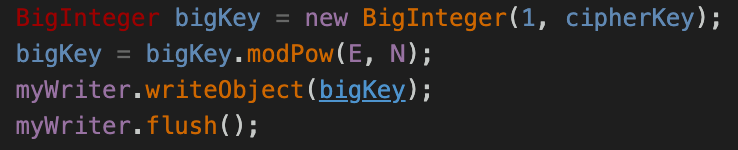 BigInteger bigKey = new BigInteger(1, cipherKey);
bigKey = bigKey.modPow(E, N);
myWriter.writeObject(bigKey);
myWriter.flush();